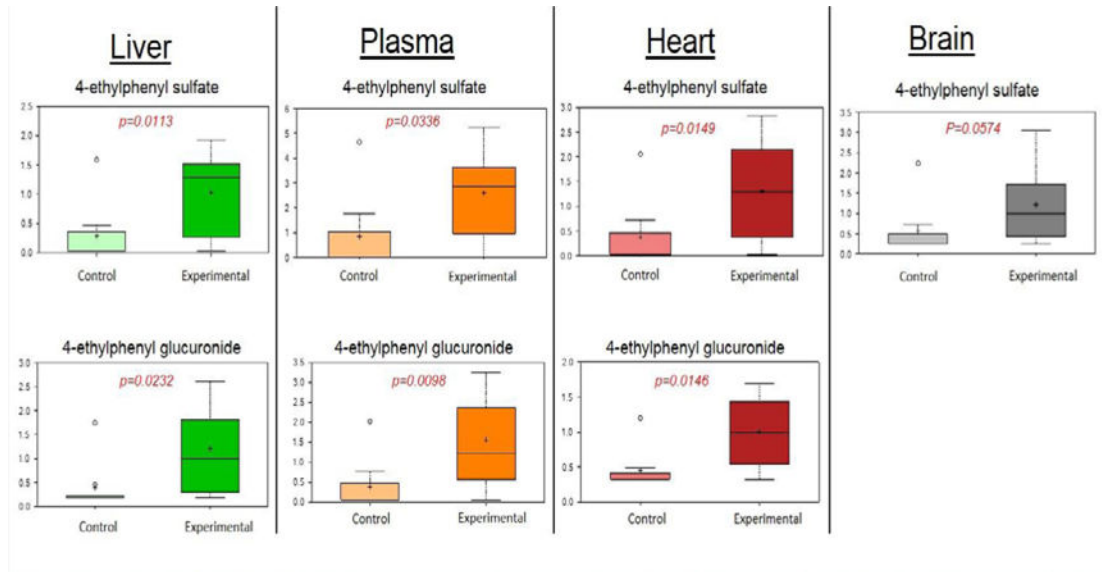 Liver
4-ethylphenyl sulfate
p=0.0113
2.5
2.0
1.5
1.0
0.5
0.0
Control Experimental
4-ethylphenyl glucuronide
p=0.0232
3.0
2.5
2.0
1.5
1.0
0.5
0.0
Control Experimental
Plasma
4-ethylphenyl sulfate
p=0.0336
6
5
4
3
2
1
0
Control Experimental
4-ethylphenyl glucuronide
p=0.0098
3.5
3.0
2.5
2.0
1.5
1.0
0.5
0.0
Control Experimental
Heart
4-ethylphenyl sulfate
p=0.0149
3.0
2.5
2.0
1.5
1.0
0.5
0.0
Control Experimental
4-ethylphenyl glucuronide
p=0.0146
2.0
1.5
1.0
0.5
0.0
Control Experimental
Brain
4-ethylphenyl sulfate
P=0.0574
3.5
3.0
2.5
2.0
1.5
1.0
0.5
0.0
Control Experimental